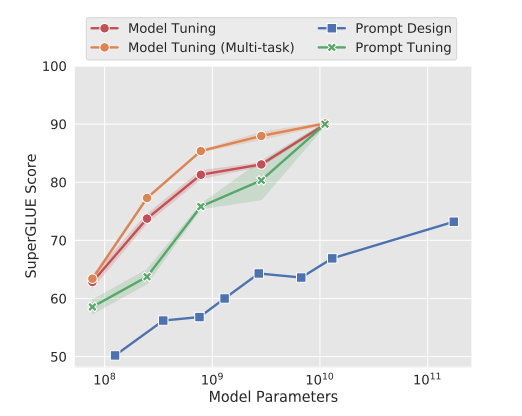 Model Tuning
Model Tuning (Multi-task)
Prompt Design
Prompt Tuning
100
90
80
70
60
50
SuperGLUE Score
10⁸ 10⁹ 10¹⁰ 10¹¹
Model Parameters